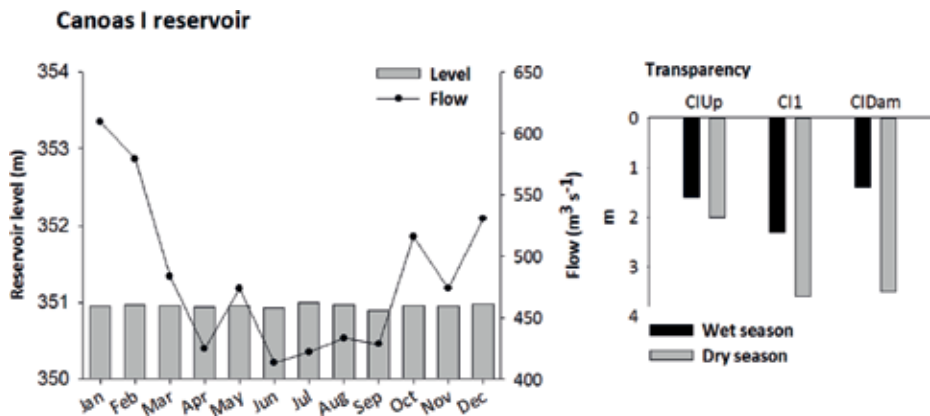 Canoas I reservoir
354
353
352
351
350
Reservoir level (m)
Level
Flow
650
600
550
500
450
400
Flow (m³ s⁻¹)
Jan Feb Mar Apr May Jun Jul Aug Sep Oct Nov Dec
Transparency
CIUp CI1 CIDam
0
1
2
3
4
m
Wet season
Dry season